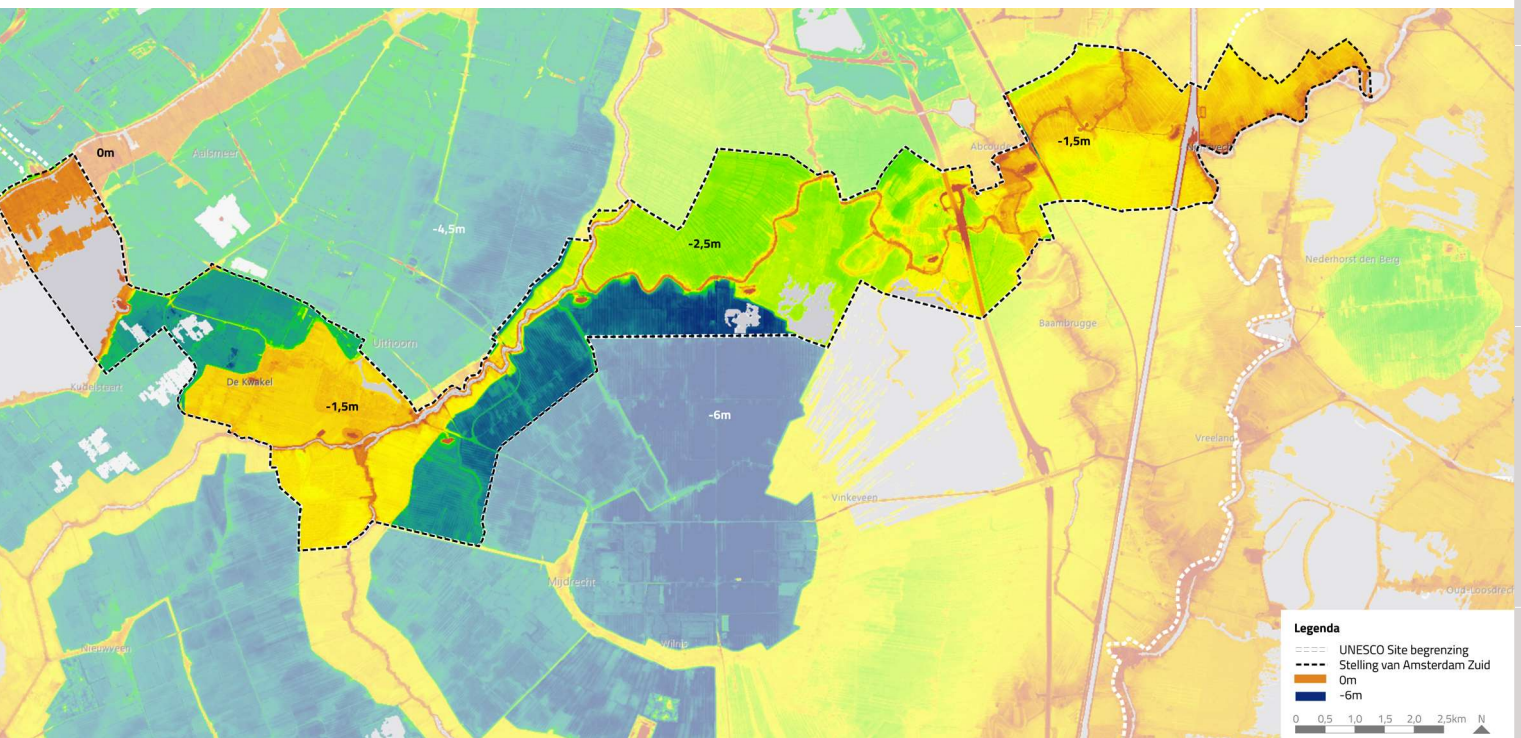 0m
Aalsmeer
Abcoude
-1,5m
Nigtevecht
-4,5m
-2,5m
Nederhorst den Berg
Baambrugge
Uithoorn
Kudelstaart
De Kwakel
-1,5m
-6m
Vreeland
Vinkeveen
Mijdrecht
Oud-Loosdrech
Wilnis
Nieuwveen
Legenda
UNESCO Site begrenzing
Stelling van Amsterdam Zuid
0m
-6m
0 0,5 1,0 1,5 2,0 2,5km N